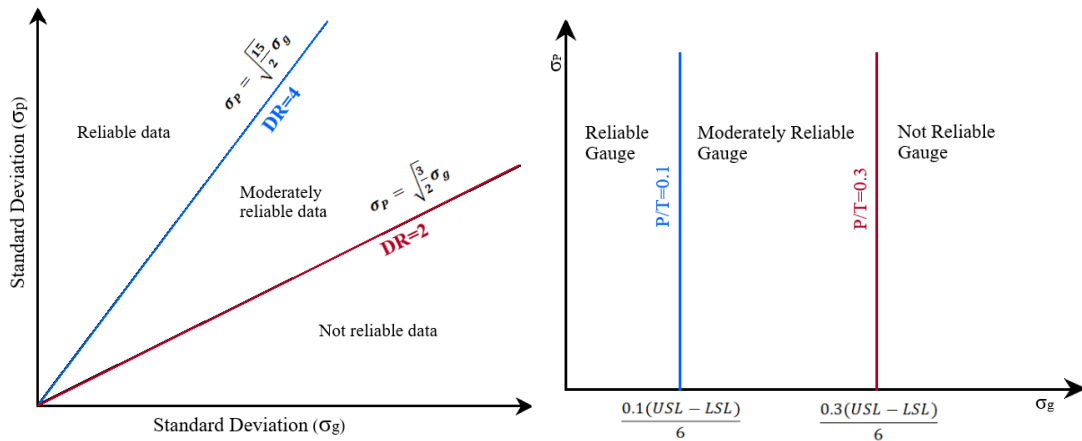 Standard Deviation (σp)
Reliable data
σP = √15/2 σg
DR=4
Moderately
reliable data
σP = √3/2 σg
DR=2
Not reliable data
Standard Deviation (σg)
σP
Reliable
Gauge
P/T=0.1
Moderately Reliable
Gauge
P/T=0.3
Not Reliable
Gauge
0.1(USL − LSL)
6
0.3(USL − LSL)
6
σg